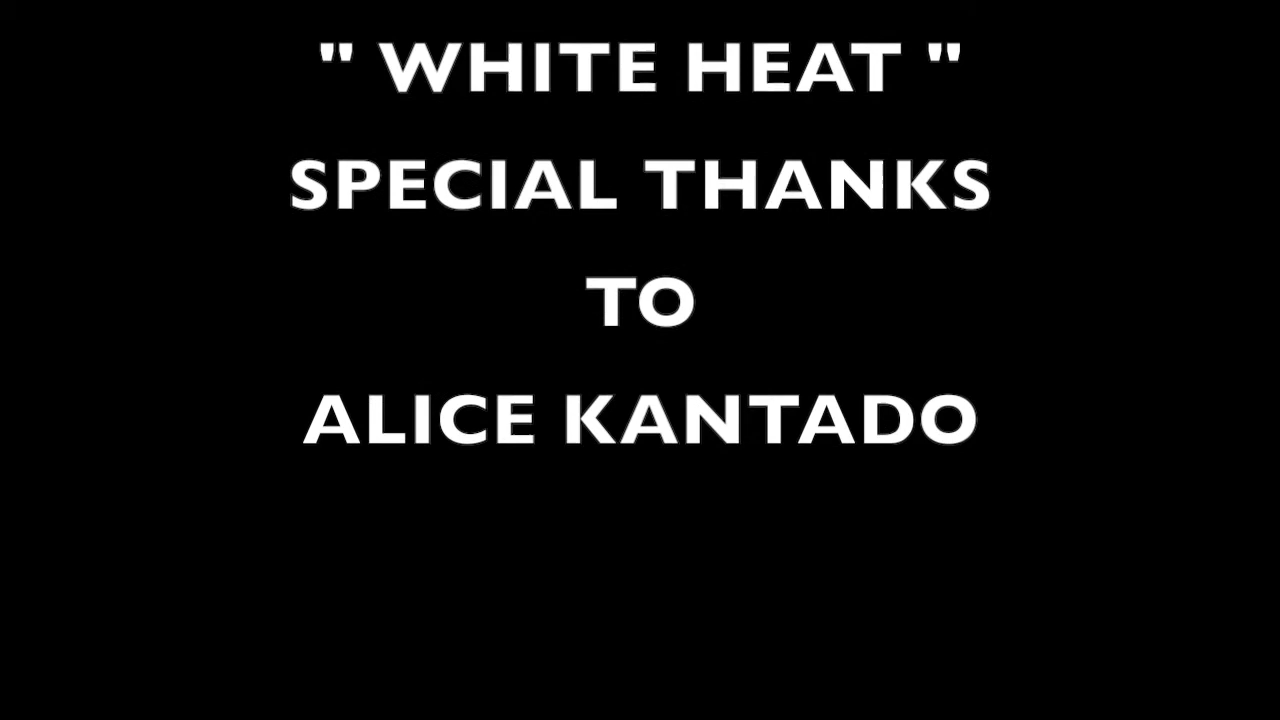 " WHITE HEAT "
SPECIAL THANKS
TO
ALICE KANTADO